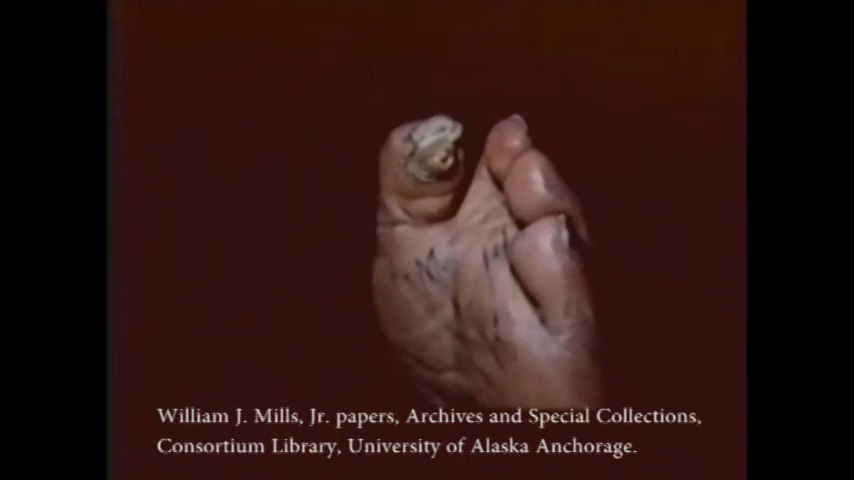 William J. Mills, Jr. papers, Archives and Special Collections,
Consortium Library, University of Alaska Anchorage.